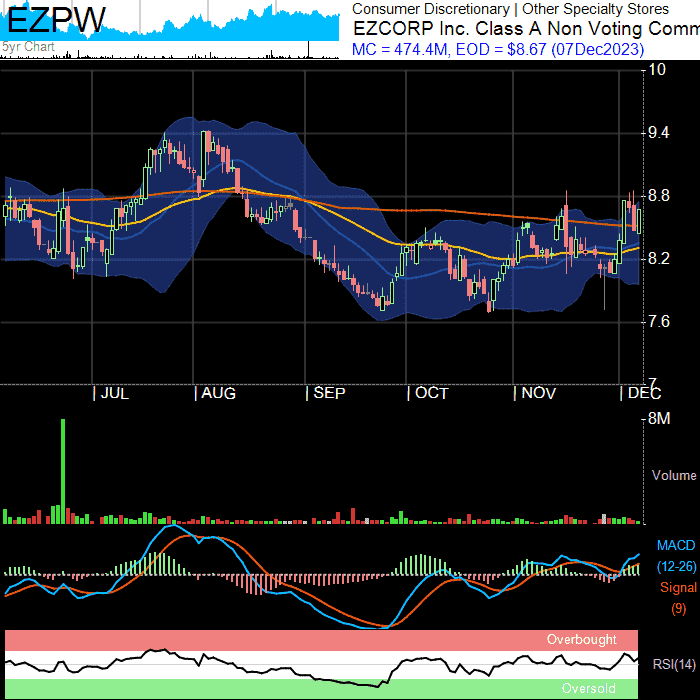 EZPW
5yr Chart
Consumer Discretionary | Other Specialty Stores
EZCORP Inc. Class A Non Voting Comm
MC = 474.4M, EOD = $8.67 (07Dec2023)
10
9.4
8.8
8.2
7.6
7
| JUL | AUG | SEP | OCT | NOV | DEC
8M
Volume
MACD
(12-26)
Signal
(9)
Overbought
RSI(14)
Oversold